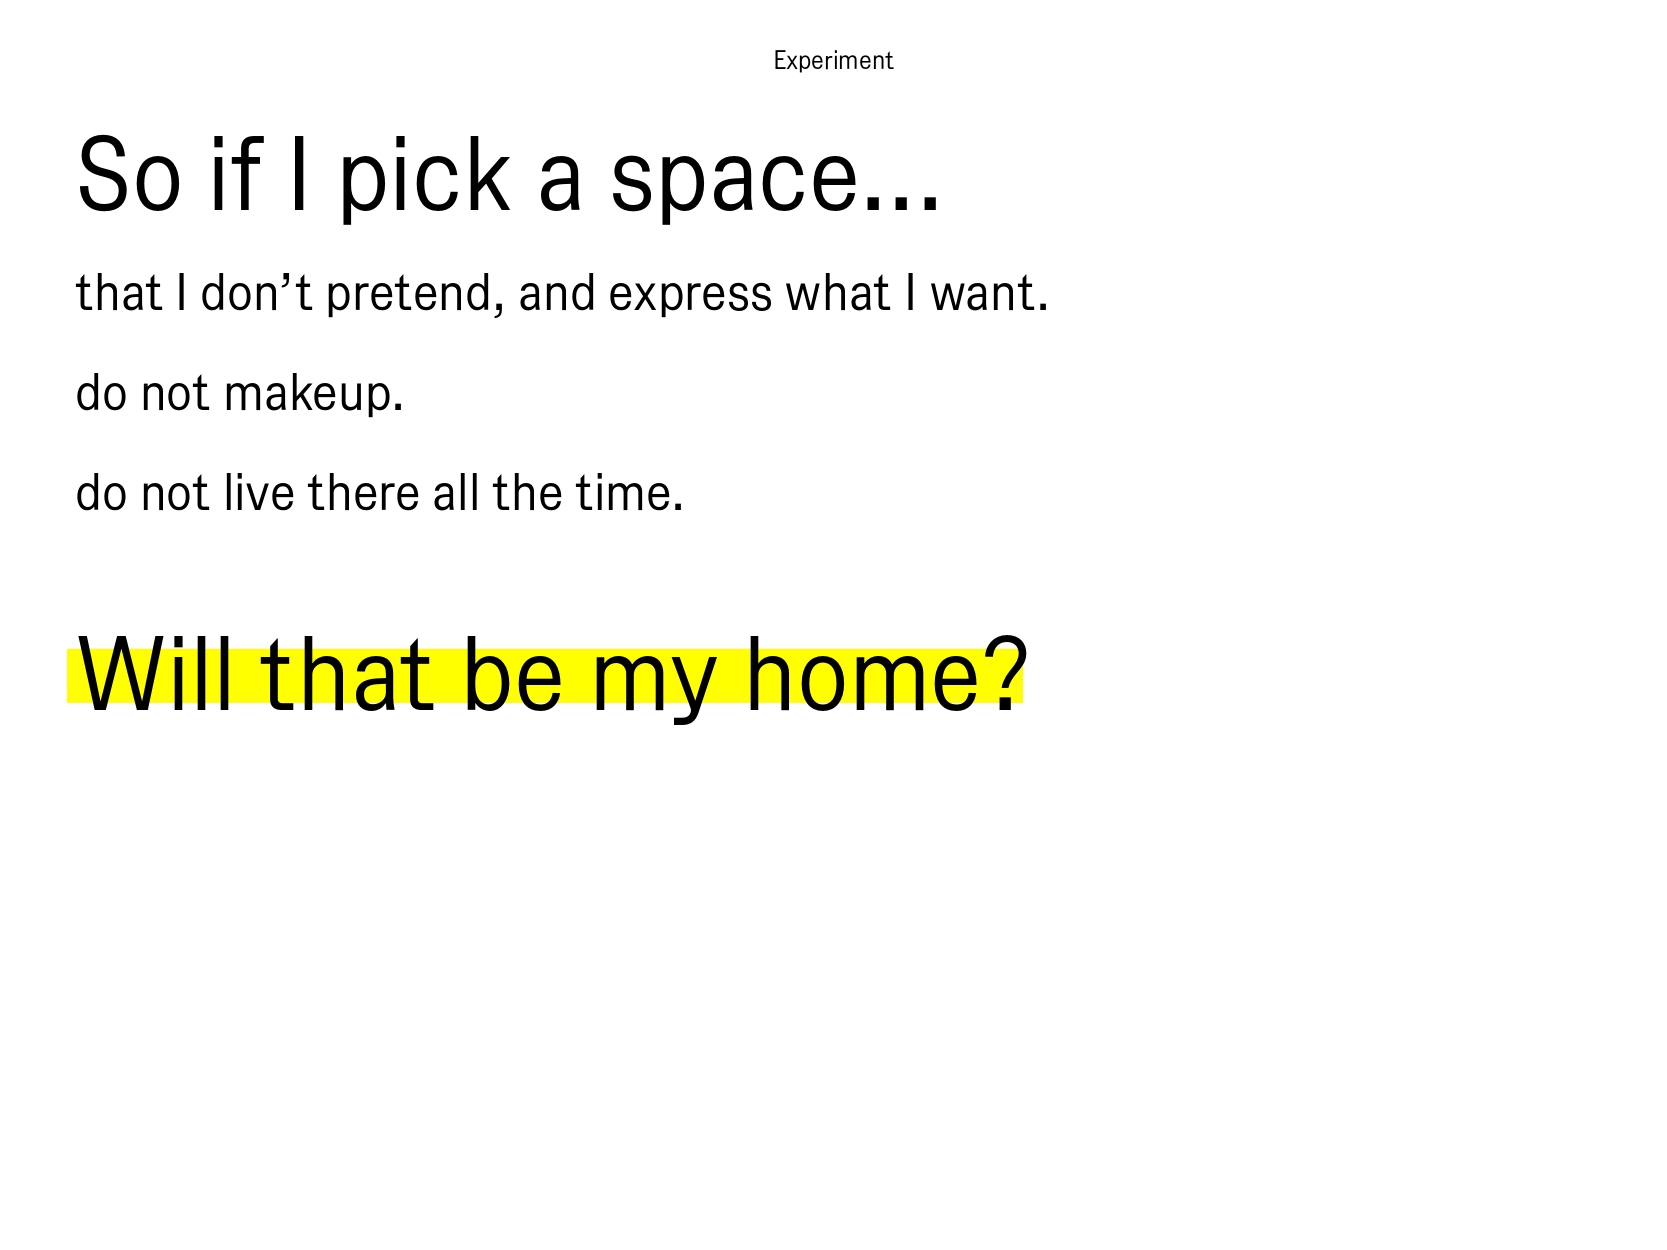 Experiment
So if I pick a space...
that I don’t pretend, and express what I want.
do not makeup.
do not live there all the time.
Will that be my home?